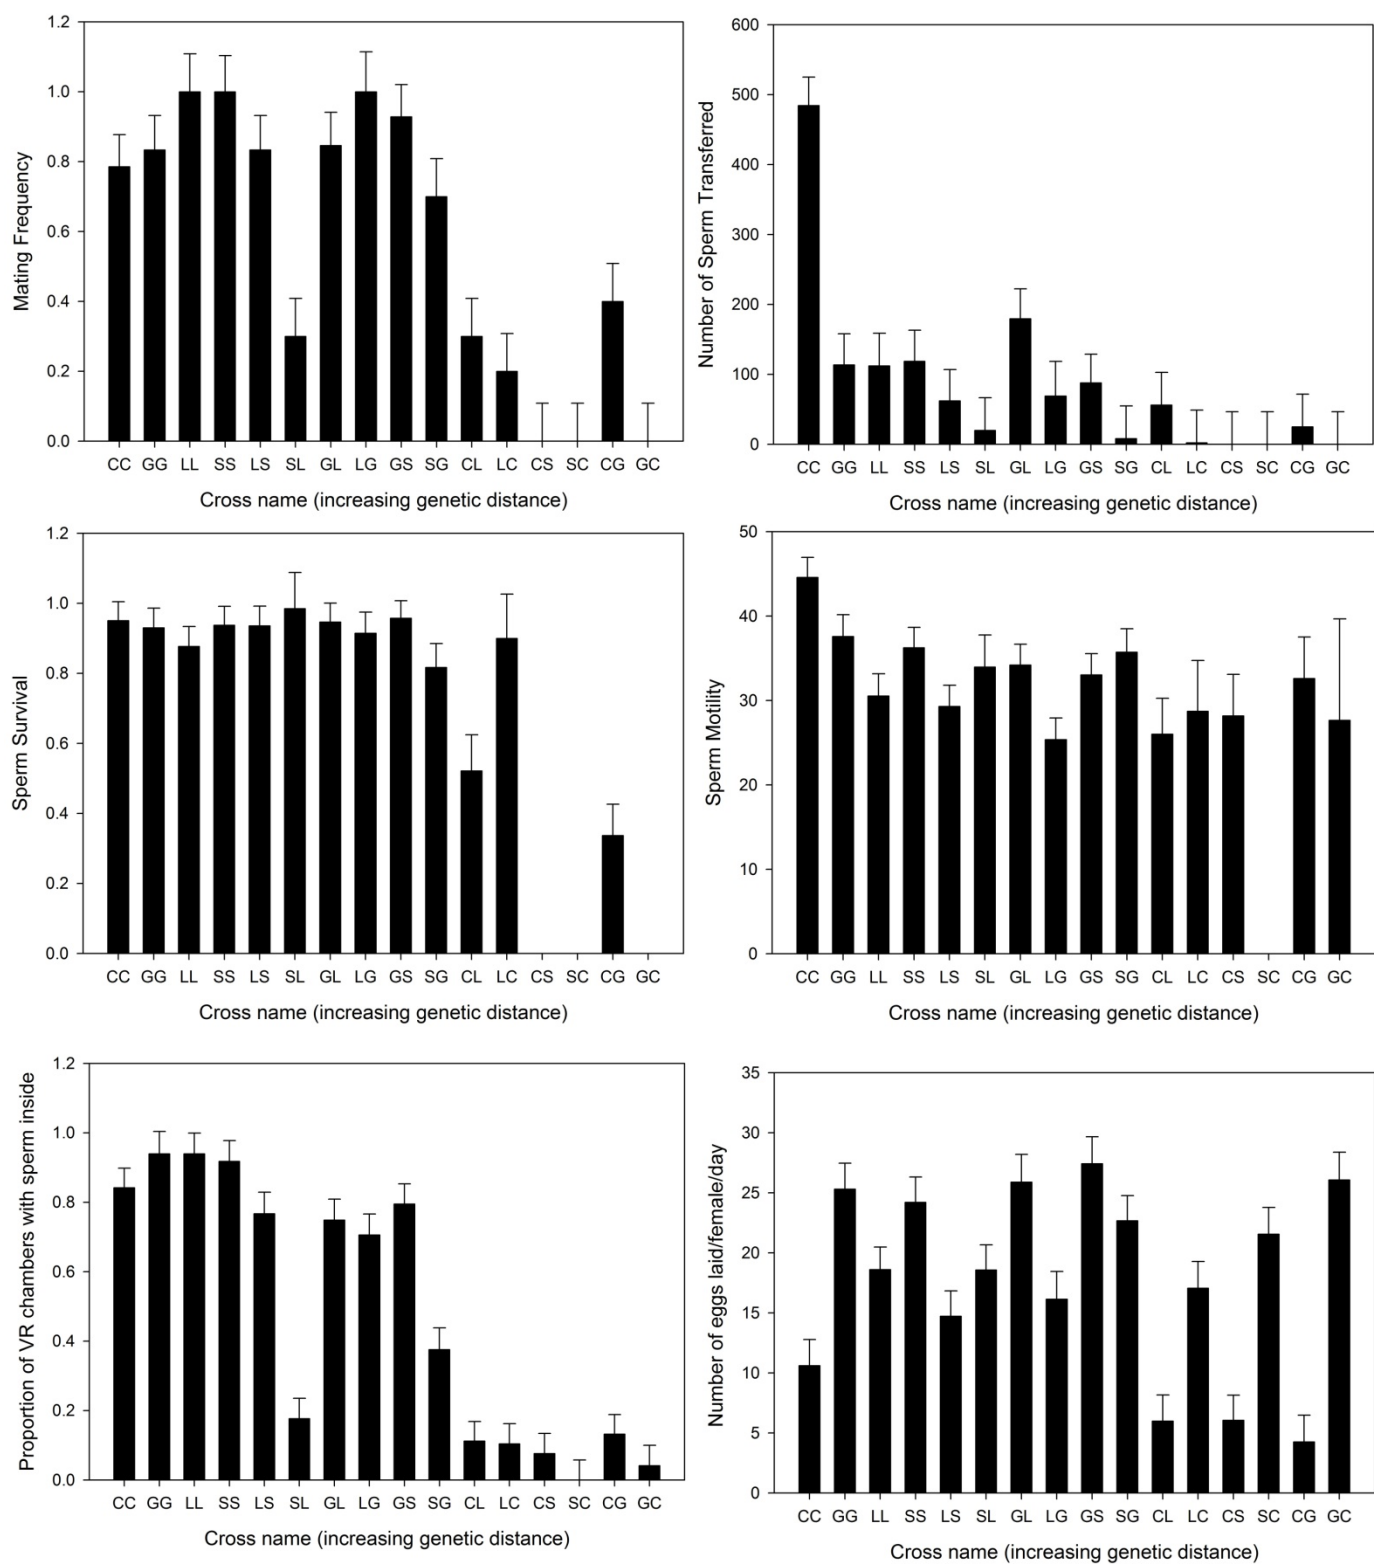 Mating Frequency
1.2
1.0
0.8
0.6
0.4
0.2
0.0
CC GG LL SS LS SL GL LG GS SG CL LC CS SC CG GC
Cross name (increasing genetic distance)
Number of Sperm Transferred
600
500
400
300
200
100
0
CC GG LL SS LS SL GL LG GS SG CL LC CS SC CG GC
Cross name (increasing genetic distance)
Sperm Survival
1.2
1.0
0.8
0.6
0.4
0.2
0.0
CC GG LL SS LS SL GL LG GS SG CL LC CS SC CG GC
Cross name (increasing genetic distance)
Sperm Motility
50
40
30
20
10
0
CC GG LL SS LS SL GL LG GS SG CL LC CS SC CG GC
Cross name (increasing genetic distance)
Proportion of VR chambers with sperm inside
1.2
1.0
0.8
0.6
0.4
0.2
0.0
CC GG LL SS LS SL GL LG GS SG CL LC CS SC CG GC
Cross name (increasing genetic distance)
Number of eggs laid/female/day
35
30
25
20
15
10
5
0
CC GG LL SS LS SL GL LG GS SG CL LC CS SC CG GC
Cross name (increasing genetic distance)